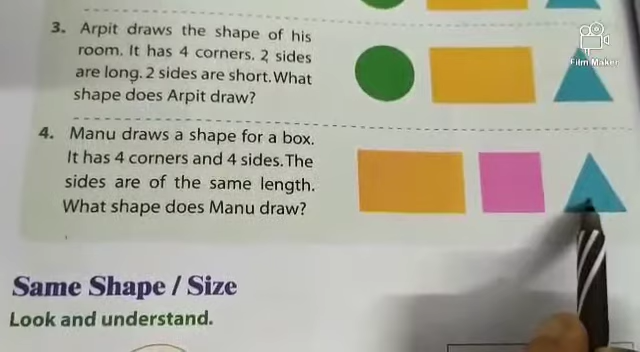 3. Arpit draws the shape of his
room. It has 4 corners. 2 sides
are long. 2 sides are short. What
shape does Arpit draw?
Film Maker
4. Manu draws a shape for a box.
It has 4 corners and 4 sides. The
sides are of the same length.
What shape does Manu draw?
Same Shape / Size
Look and understand.